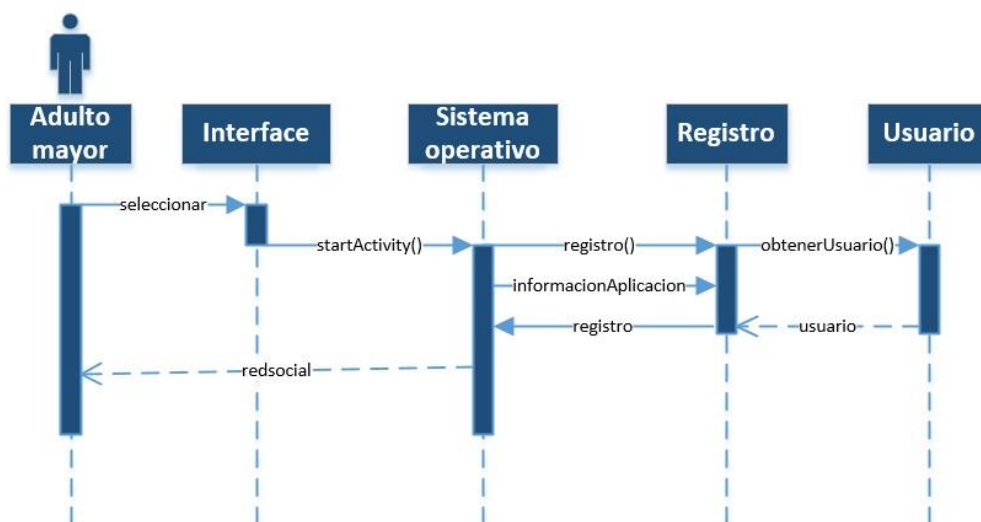 Adulto
mayor
Interface
Sistema
operativo
Registro
Usuario
seleccionar
startActivity()
registro()
obtenerUsuario()
informacionAplicacion
registro
usuario
redsocial